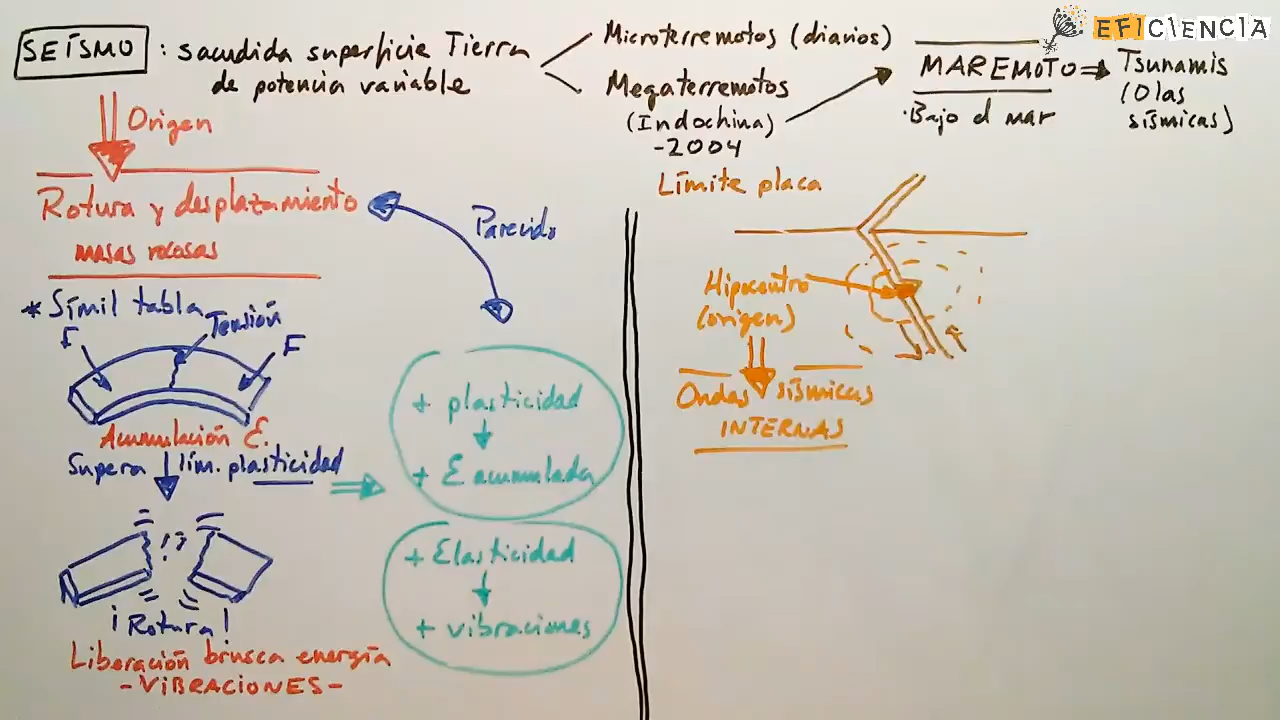 SEÍSMO : sacudida superficie Tierra
de potencia variable
Microterremotos (diarios)
Megaterremotos
(Indochina)
-2004
MAREMOTO ⇒ Tsunamis
(Olas
sísmicas)
·Bajo el mar
EFICIENCIA
Origen
Rotura y desplazamiento
masas rocosas
Parecido
* Símil tabla
Tensión
F
F
Acumulación E.
Supera lím. plasticidad
¡!?
¡Rotura!
Liberación brusca energía
-VIBRACIONES-
+ plasticidad
+ E acumulada
+ Elasticidad
+ vibraciones
Límite placa
Hipocentro
(origen)
Ondas sísmicas
INTERNAS